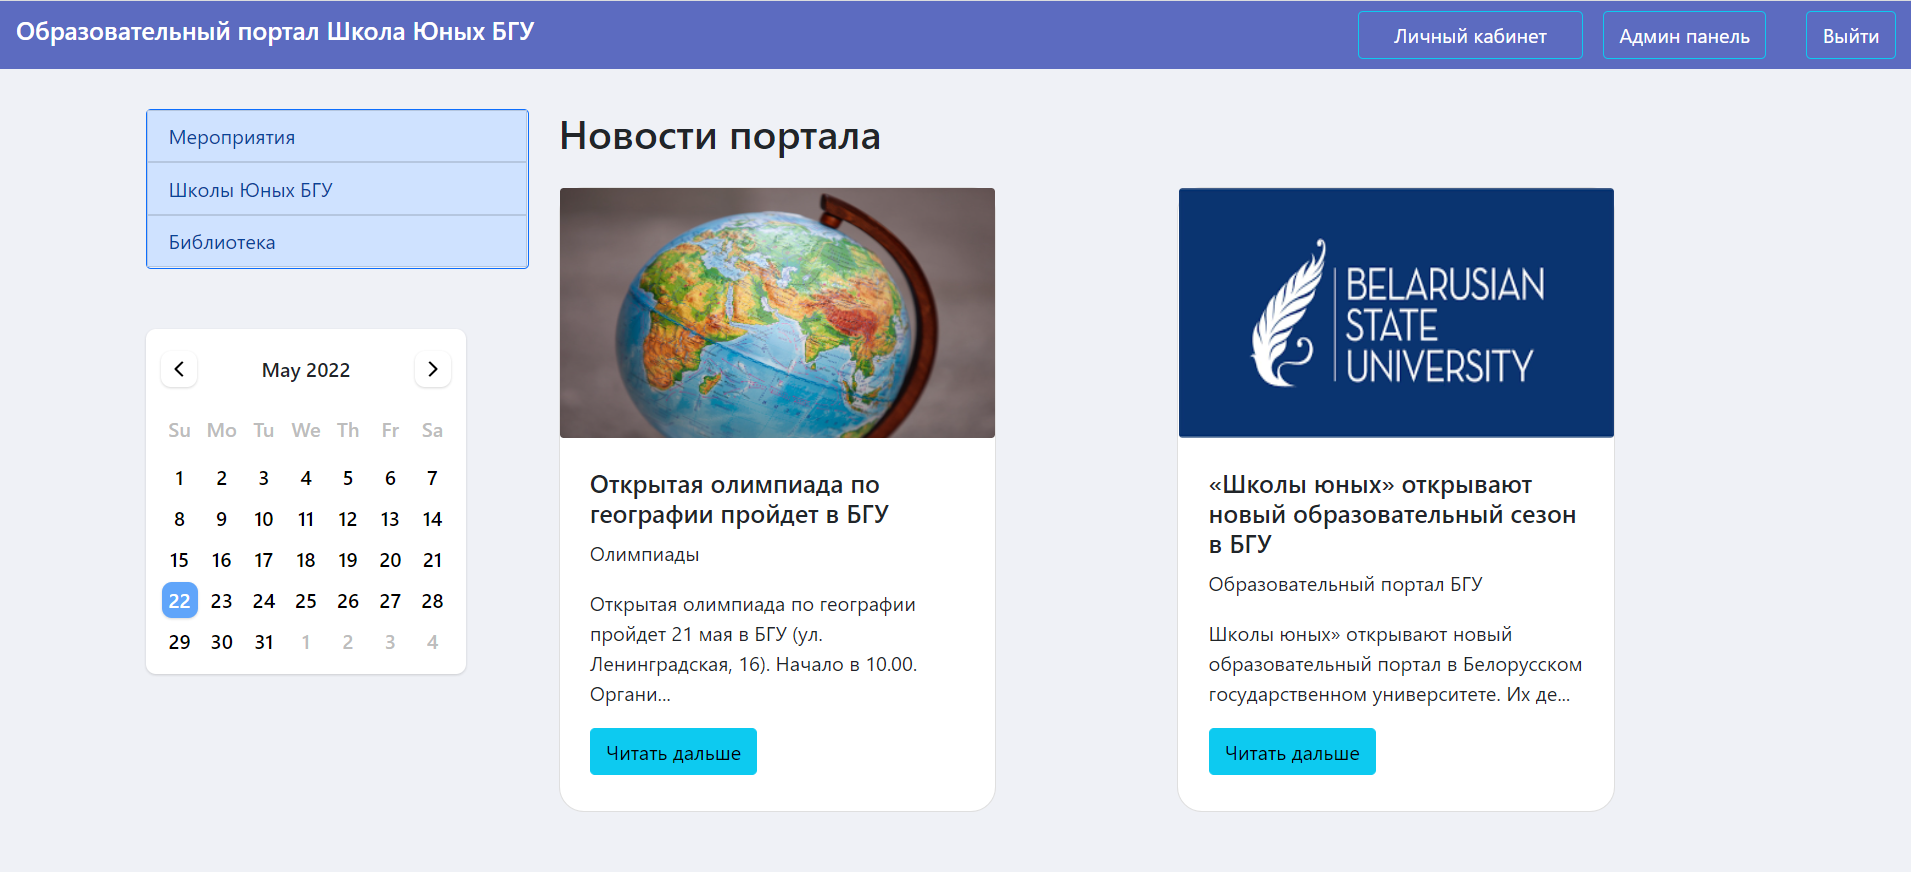 Образовательный портал Школа Юных БГУ
Личный кабинет
Админ панель
Выйти
Мероприятия
Школы Юных БГУ
Библиотека
May 2022
Su Mo Tu We Th Fr Sa
1 2 3 4 5 6 7
8 9 10 11 12 13 14
15 16 17 18 19 20 21
22 23 24 25 26 27 28
29 30 31 1 2 3 4
Новости портала
Открытая олимпиада по
географии пройдет в БГУ
Олимпиады
Открытая олимпиада по географии
пройдет 21 мая в БГУ (ул.
Ленинградская, 16). Начало в 10.00.
Органи...
Читать дальше
BELARUSIAN
STATE
UNIVERSITY
«Школы юных» открывают
новый образовательный сезон
в БГУ
Образовательный портал БГУ
Школы юных» открывают новый
образовательный портал в Белорусском
государственном университете. Их де...
Читать дальше